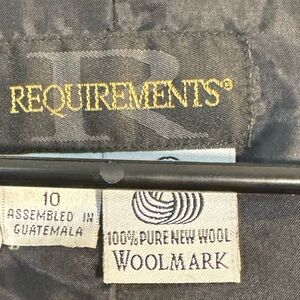 R
REQUIREMENTS®
10
ASSEMBLED IN
GUATEMALA
100% PURE NEW WOOL
WOOLMARK